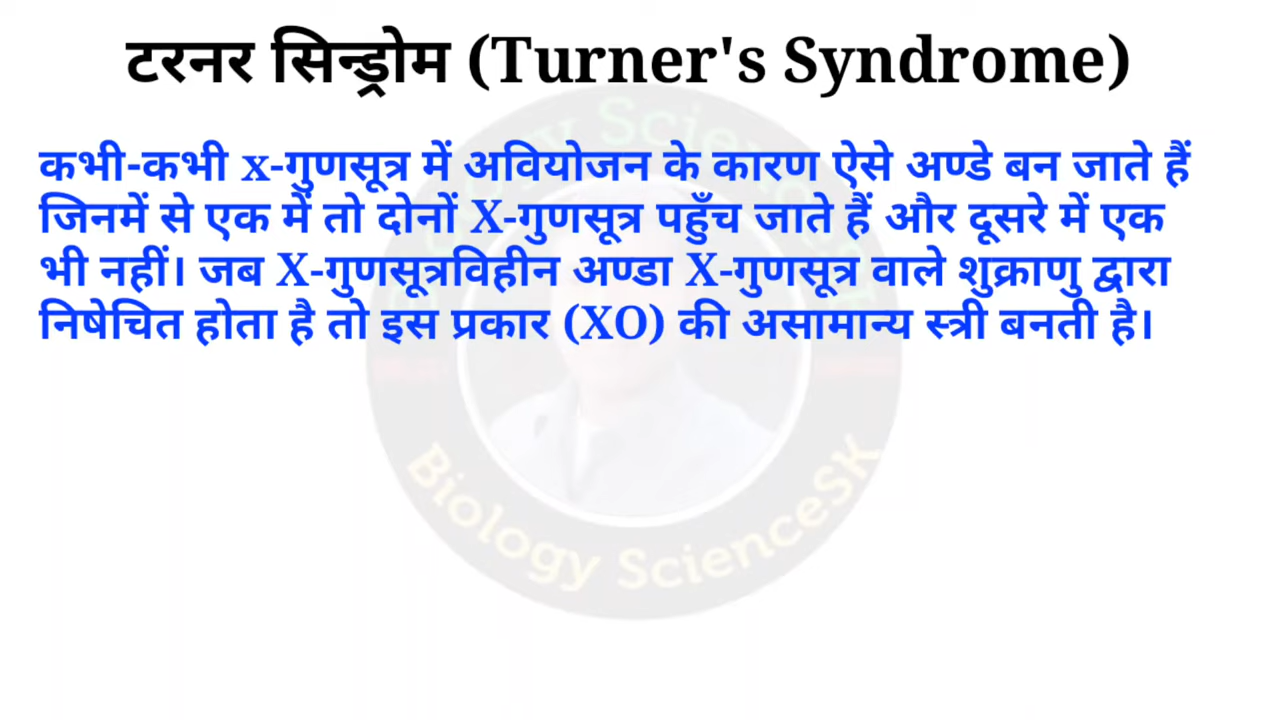 टरनर सिन्ड्रोम (Turner's Syndrome)
कभी-कभी x-गुणसूत्र में अवियोजन के कारण ऐसे अण्डे बन जाते हैं
जिनमें से एक में तो दोनों X-गुणसूत्र पहुँच जाते हैं और दूसरे में एक
भी नहीं। जब X-गुणसूत्रविहीन अण्डा X-गुणसूत्र वाले शुक्राणु द्वारा
निषेचित होता है तो इस प्रकार (XO) की असामान्य स्त्री बनती है।
Biology ScienceSK